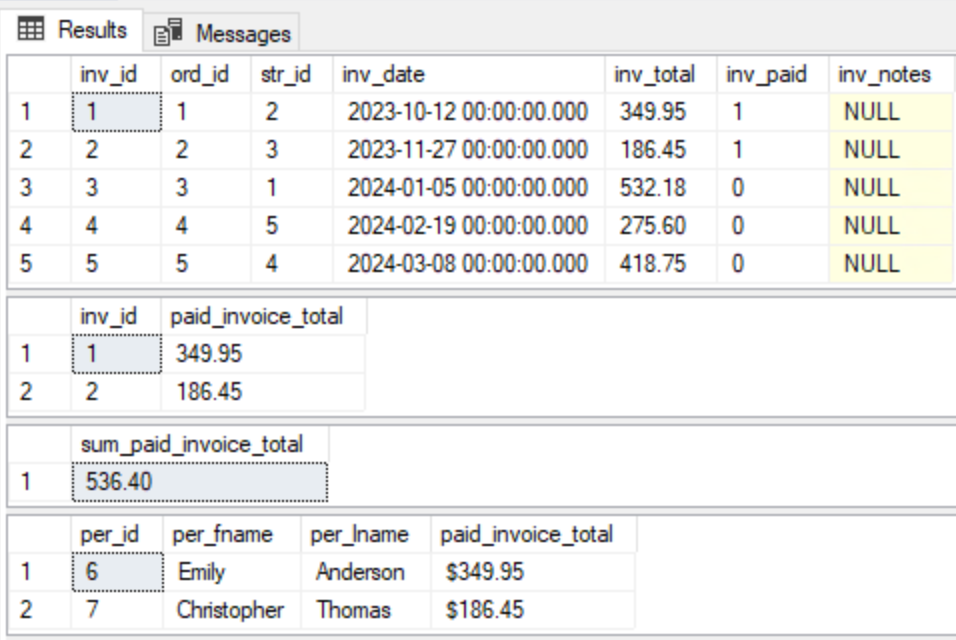 Results Messages
inv_id ord_id str_id inv_date inv_total inv_paid inv_notes
1 1 1 2 2023-10-12 00:00:00.000 349.95 1 NULL
2 2 2 3 2023-11-27 00:00:00.000 186.45 1 NULL
3 3 3 1 2024-01-05 00:00:00.000 532.18 0 NULL
4 4 4 5 2024-02-19 00:00:00.000 275.60 0 NULL
5 5 5 4 2024-03-08 00:00:00.000 418.75 0 NULL
inv_id paid_invoice_total
1 1 349.95
2 2 186.45
sum_paid_invoice_total
1 536.40
per_id per_fname per_lname paid_invoice_total
1 6 Emily Anderson $349.95
2 7 Christopher Thomas $186.45